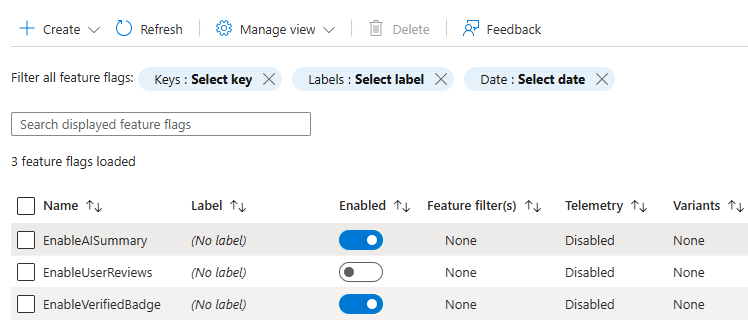 Create Refresh Manage view Delete Feedback
Filter all feature flags: Keys : Select key Labels : Select label Date : Select date
Search displayed feature flags
3 feature flags loaded
Name Label Enabled Feature filter(s) Telemetry Variants
EnableAISummary (No label) None Disabled None
EnableUserReviews (No label) None Disabled None
EnableVerifiedBadge (No label) None Disabled None